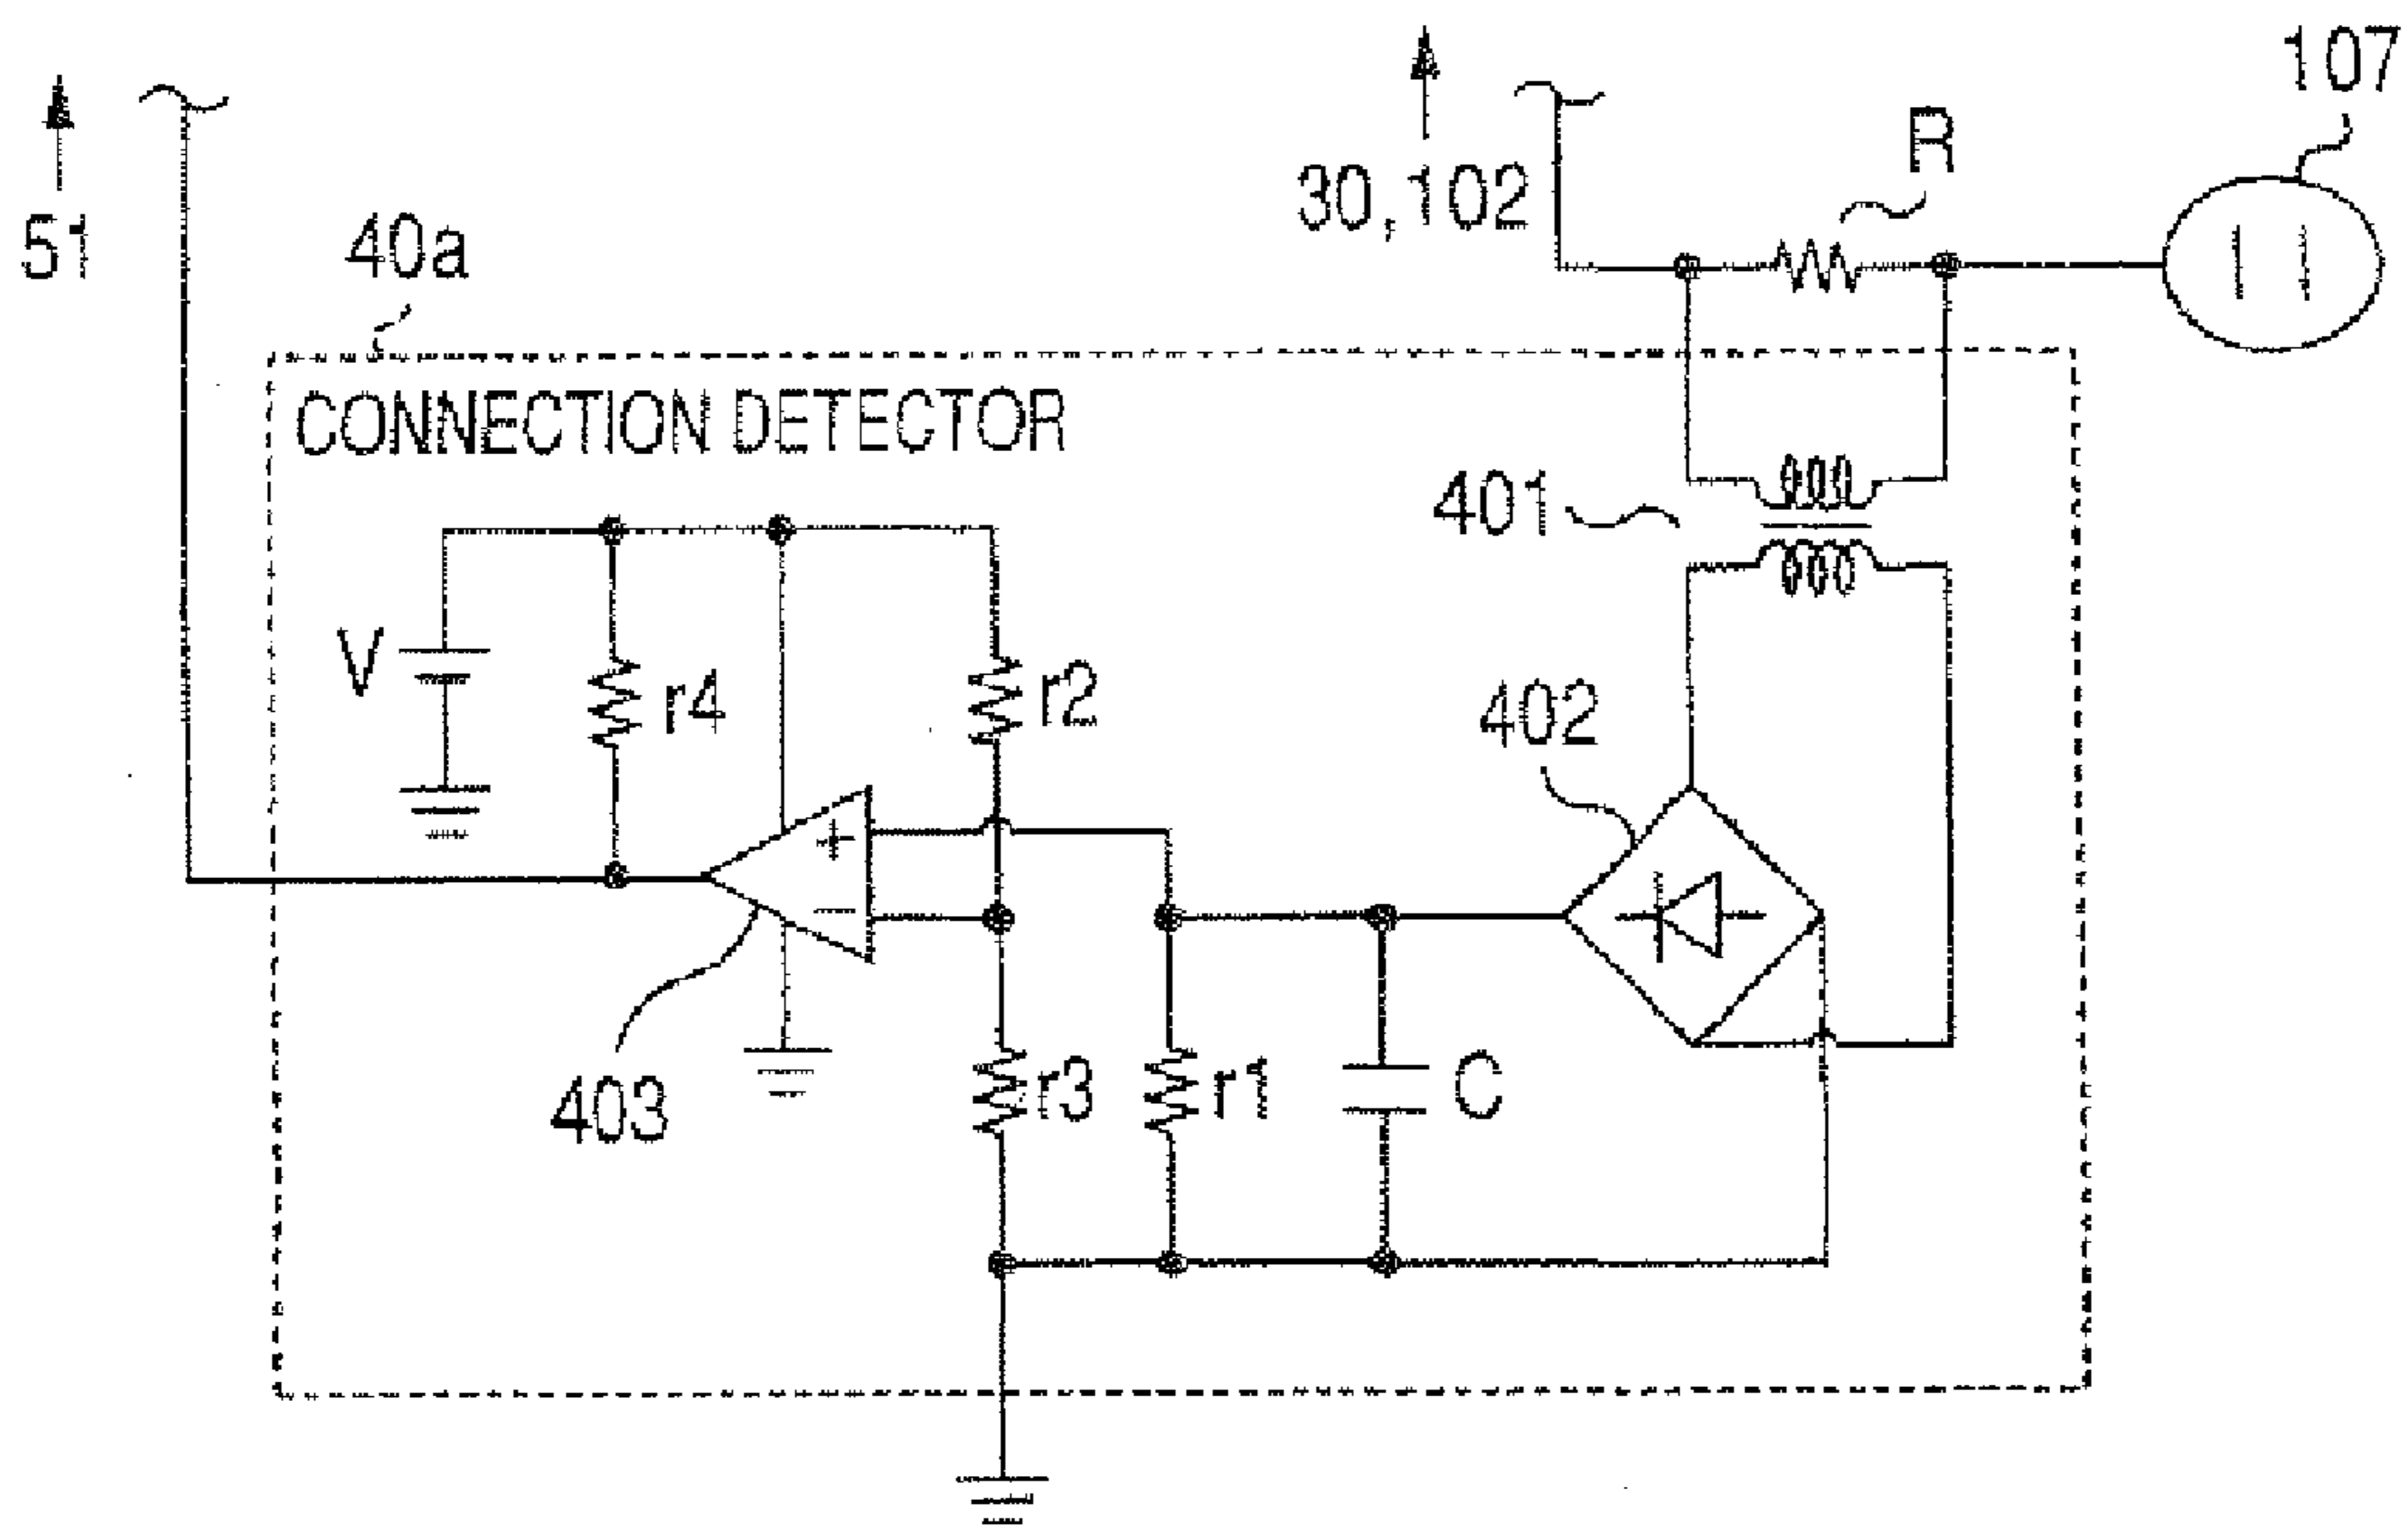 107
R
30,102
51
40a
CONNECTION DETECTOR
401
V
r4
r2
402
+
−
403
r3
r1
C